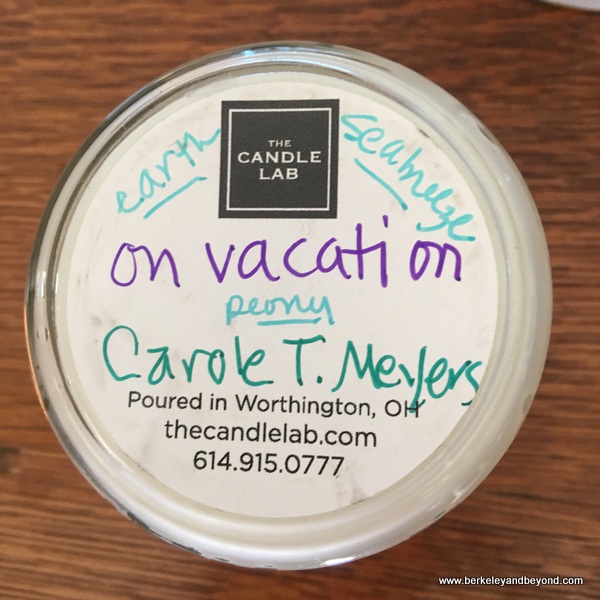 THE
CANDLE
LAB
earth
seabreeze
on vacation
peony
Carole T. Meyers
Poured in Worthington, OH
thecandlelab.com
614.915.0777
www.berkeleyandbeyond.com